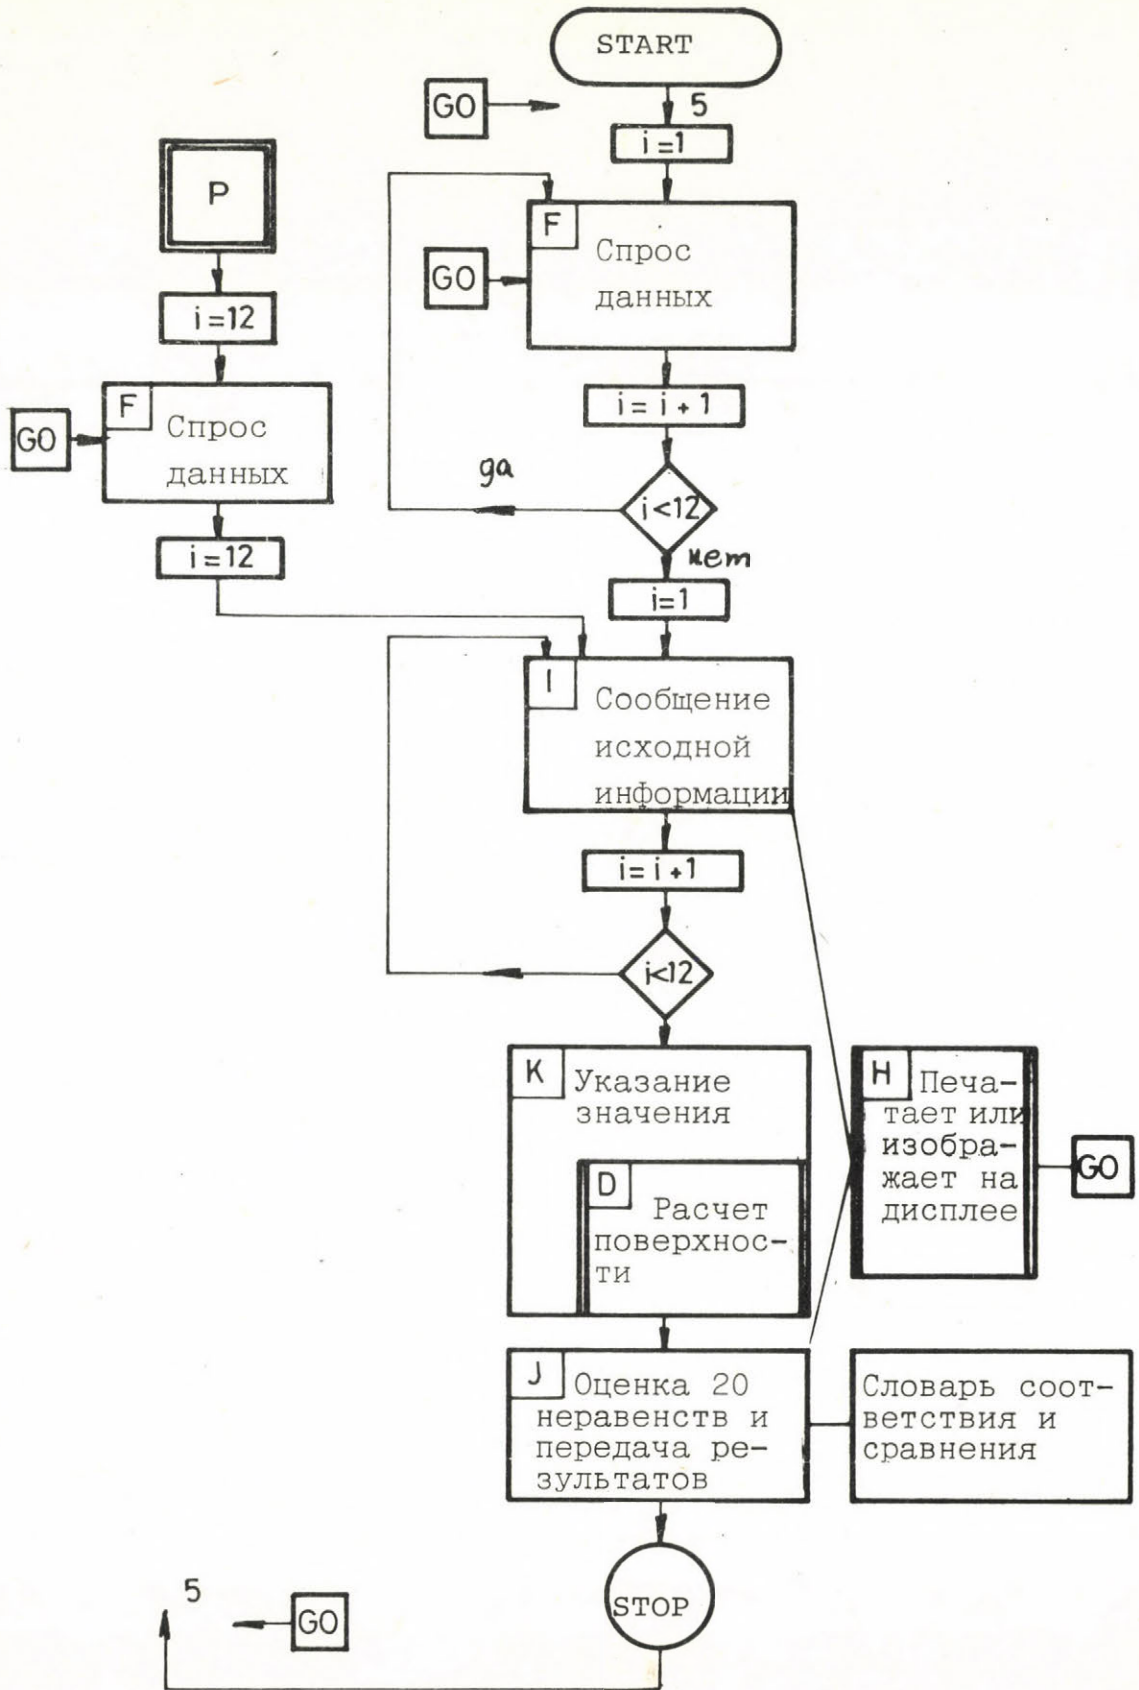 START
GO
5
i=1
P
F
Спрос
данных
GO
i=12
i= i+1
F
Спрос
данных
GO
да
i<12
нет
i=12
i=1
I
Сообщение
исходной
информации
i= i+1
i<12
K
Указание
значения
H
Печа-
тает или
изобра-
жает на
дисплее
GO
D
Расчет
поверхнос-
ти
J
Оценка 20
неравенств и
передача ре-
зультатов
Словарь соот-
ветствия и
сравнения
5
GO
STOP